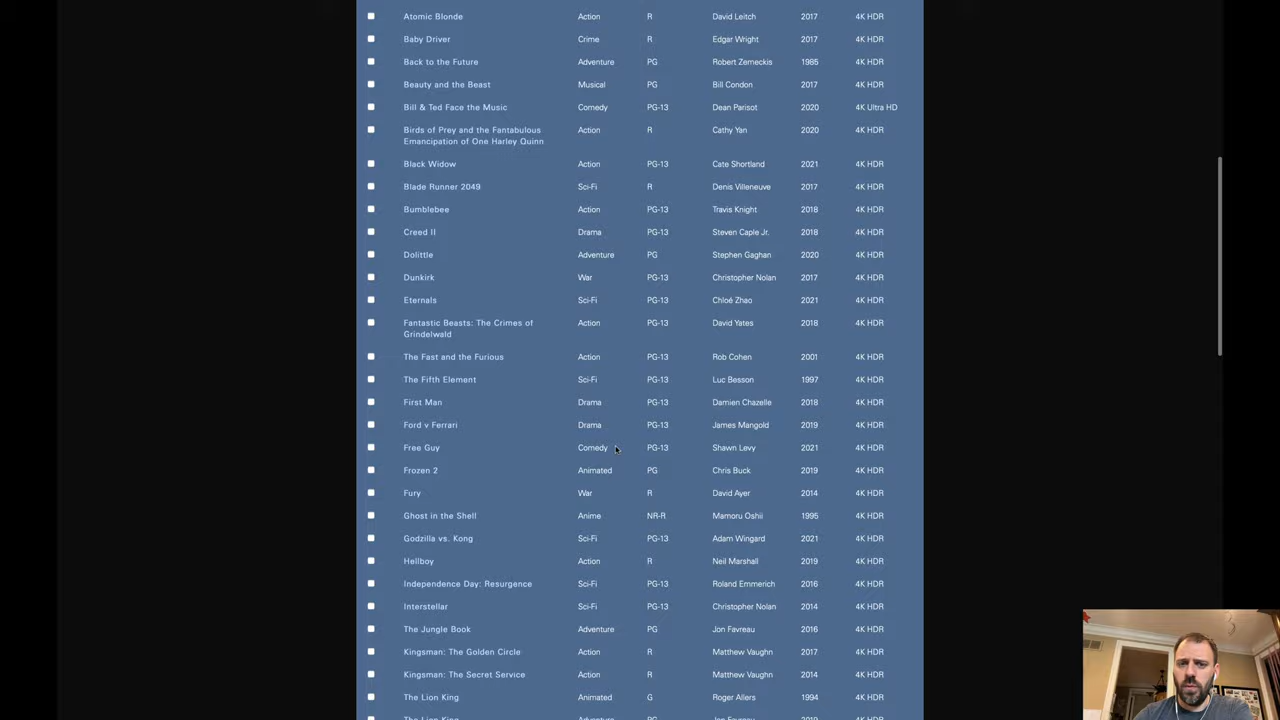 Atomic Blonde Action R David Leitch 2017 4K HDR
Baby Driver Crime R Edgar Wright 2017 4K HDR
Back to the Future Adventure PG Robert Zemeckis 1985 4K HDR
Beauty and the Beast Musical PG Bill Condon 2017 4K HDR
Bill & Ted Face the Music Comedy PG-13 Dean Parisot 2020 4K Ultra HD
Birds of Prey and the Fantabulous Action R Cathy Yan 2020 4K HDR
Emancipation of One Harley Quinn
Black Widow Action PG-13 Cate Shortland 2021 4K HDR
Blade Runner 2049 Sci-Fi R Denis Villeneuve 2017 4K HDR
Bumblebee Action PG-13 Travis Knight 2018 4K HDR
Creed II Drama PG-13 Steven Caple Jr. 2018 4K HDR
Dolittle Adventure PG Stephen Gaghan 2020 4K HDR
Dunkirk War PG-13 Christopher Nolan 2017 4K HDR
Eternals Sci-Fi PG-13 Chloé Zhao 2021 4K HDR
Fantastic Beasts: The Crimes of Action PG-13 David Yates 2018 4K HDR
Grindelwald
The Fast and the Furious Action PG-13 Rob Cohen 2001 4K HDR
The Fifth Element Sci-Fi PG-13 Luc Besson 1997 4K HDR
First Man Drama PG-13 Damien Chazelle 2018 4K HDR
Ford v Ferrari Drama PG-13 James Mangold 2019 4K HDR
Free Guy Comedy PG-13 Shawn Levy 2021 4K HDR
Frozen 2 Animated PG Chris Buck 2019 4K HDR
Fury War R David Ayer 2014 4K HDR
Ghost in the Shell Anime NR-R Mamoru Oshii 1995 4K HDR
Godzilla vs. Kong Sci-Fi PG-13 Adam Wingard 2021 4K HDR
Hellboy Action R Neil Marshall 2019 4K HDR
Independence Day: Resurgence Sci-Fi PG-13 Roland Emmerich 2016 4K HDR
Interstellar Sci-Fi PG-13 Christopher Nolan 2014 4K HDR
The Jungle Book Adventure PG Jon Favreau 2016 4K HDR
Kingsman: The Golden Circle Action R Matthew Vaughn 2017 4K HDR
Kingsman: The Secret Service Action R Matthew Vaughn 2014 4K HDR
The Lion King Animated G Roger Allers 1994 4K HDR
The Lion King Adventure PG Jon Favreau 2019 4K HDR